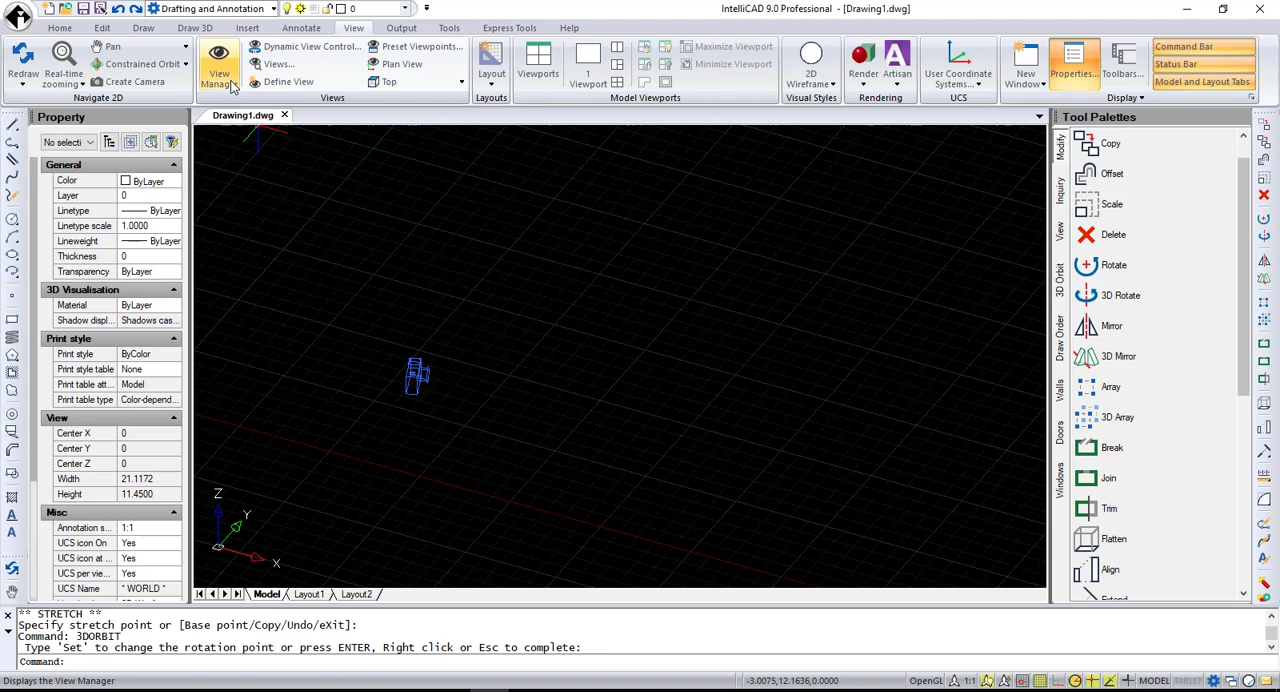 Drafting and Annotation
0
IntelliCAD 9.0 Professional - [Drawing1.dwg]
Home Edit Draw Draw 3D Insert Annotate View Output Tools Express Tools Help
Redraw
Real-time zooming
Pan
Constrained Orbit
Create Camera
Navigate 2D
View Manag
Dynamic View Control...
Views...
Define View
Preset Viewpoints...
Plan View
Top
Views
Layout
Layouts
Viewports
1 Viewport
Maximize Viewport
Minimize Viewport
Model Viewports
2D Wireframe
Visual Styles
Render
Artisan
Rendering
User Coordinate Systems...
UCS
New Window
Properties...
Toolbars...
Command Bar
Status Bar
Model and Layout Tabs
Display
Property
No selecti
General
Color ByLayer
Layer 0
Linetype ByLayer
Linetype scale 1.0000
Lineweight ByLayer
Thickness 0
Transparency ByLayer
3D Visualisation
Material ByLayer
Shadow displ... Shadows cas...
Print style
Print style ByColor
Print style table None
Print table att... Model
Print table type Color-depend...
View
Center X 0
Center Y 0
Center Z 0
Width 21.1172
Height 11.4500
Misc
Annotation s... 1:1
UCS icon On Yes
UCS icon at ... Yes
UCS per vie... Yes
UCS Name * WORLD *
Drawing1.dwg
Z
Y
X
Model Layout1 Layout2
Tool Palettes
Modify
Inquiry
View
3D Orbit
Draw Order
Walls
Doors
Windows
Copy
Offset
Scale
Delete
Rotate
3D Rotate
Mirror
3D Mirror
Array
3D Array
Break
Join
Trim
Flatten
Align
Extend
** STRETCH **
Specify stretch point or [Base point/Copy/Undo/eXit]:
Command: 3DORBIT
Type 'Set' to change the rotation point or press ENTER, Right click or Esc to complete:
Command:
Displays the View Manager
-3.0075,12.1636,0.0000
OpenGL
1:1
MODEL
TABLET